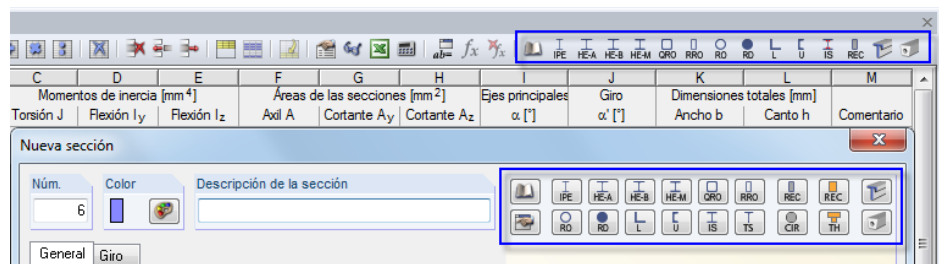 ab= fx fx IPE HE-A HE-B HE-M QRO RRO RO RD L U IS REC
C D E F G H I J K L M
Momentos de inercia [mm⁴] Áreas de las secciones [mm²] Ejes principales Giro Dimensiones totales [mm]
Torsión J Flexión Iy Flexión Iz Axil A Cortante Ay Cortante Az α [°] α' [°] Ancho b Canto h Comentario
Nueva sección
Núm. Color Descripción de la sección
6
IPE HE-A HE-B HE-M QRO RRO REC REC
RO RD L U IS TS CIR TH
General Giro